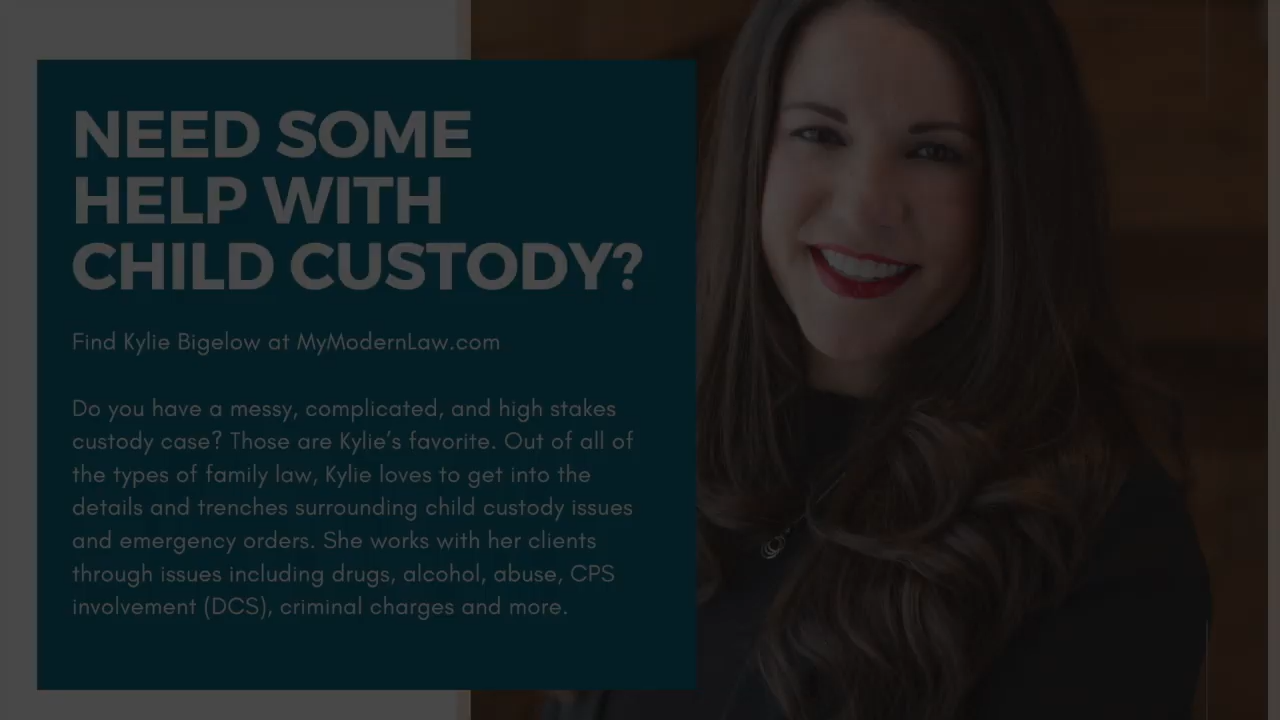 NEED SOME
HELP WITH
CHILD CUSTODY?
Find Kylie Bigelow at MyModernLaw.com
Do you have a messy, complicated, and high stakes
custody case? Those are Kylie's favorite. Out of all of
the types of family law, Kylie loves to get into the
details and trenches surrounding child custody issues
and emergency orders. She works with her clients
through issues including drugs, alcohol, abuse, CPS
involvement (DCS), criminal charges and more.